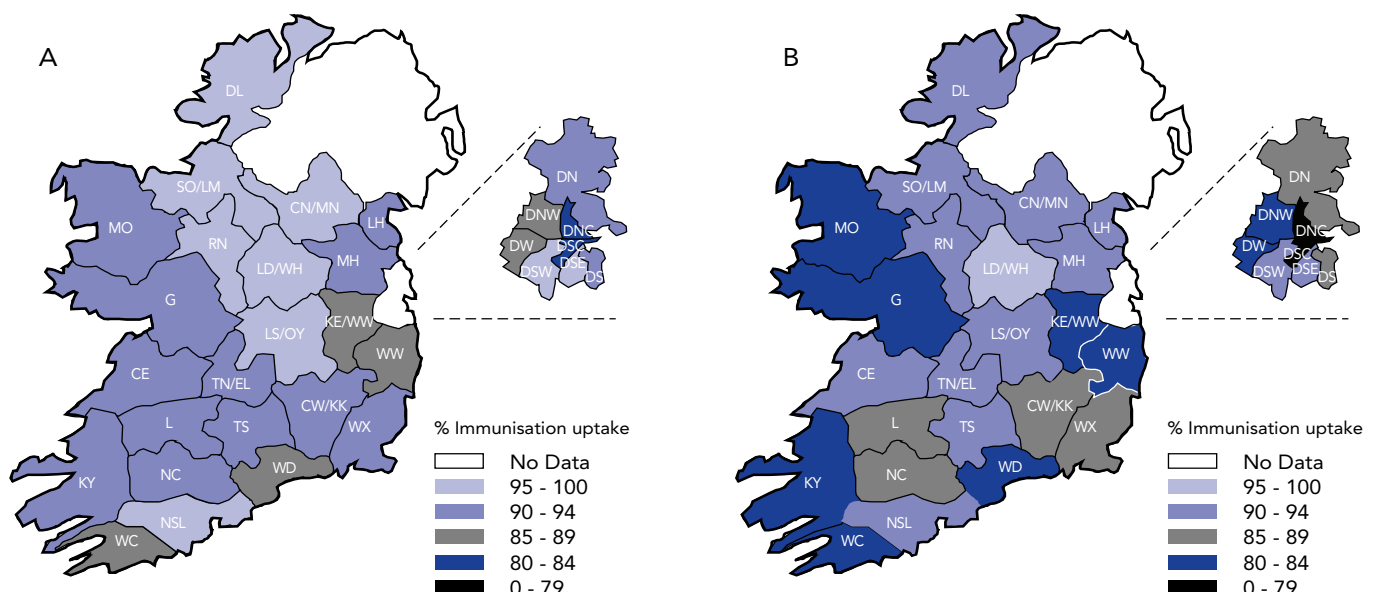 A
DL
SO/LM
CN/MN
LH
MO
RN
LD/WH
MH
G
LS/OY
KE/WW
WW
CE
TN/EL
CW/KK
L
TS
WX
KY
NC
WD
NSL
WC
DN
DNW
DNC
DW
DSC
DSW
DSE
DS
% Immunisation uptake
No Data
95 - 100
90 - 94
85 - 89
80 - 84
0 - 79
B
DL
SO/LM
CN/MN
LH
MO
RN
LD/WH
MH
G
LS/OY
KE/WW
WW
CE
TN/EL
CW/KK
L
TS
WX
KY
NC
WD
NSL
WC
DN
DNW
DNC
DW
DSC
DSW
DSE
DS
% Immunisation uptake
No Data
95 - 100
90 - 94
85 - 89
80 - 84
0 - 79